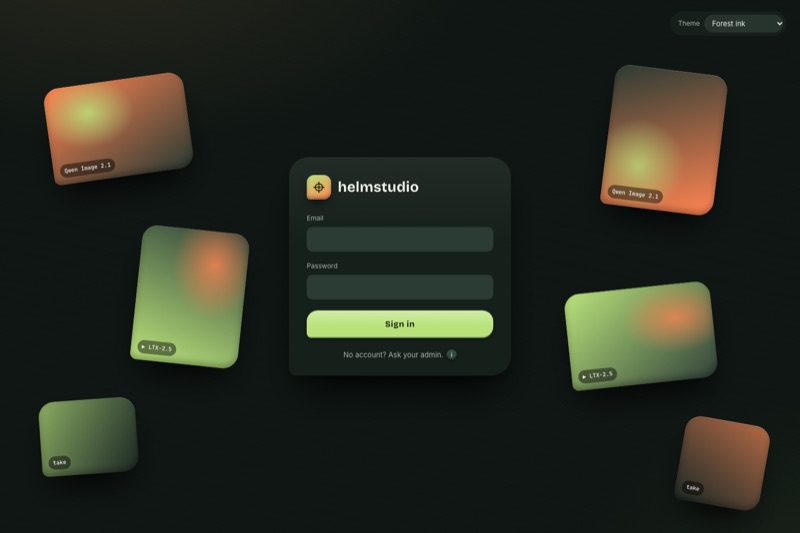 Theme Forest ink
Qwen Image 2.1
Qwen Image 2.1
helmstudio
Email
Password
▶ LTX-2.5
Sign in
▶ LTX-2.5
No account? Ask your admin. i
take
take